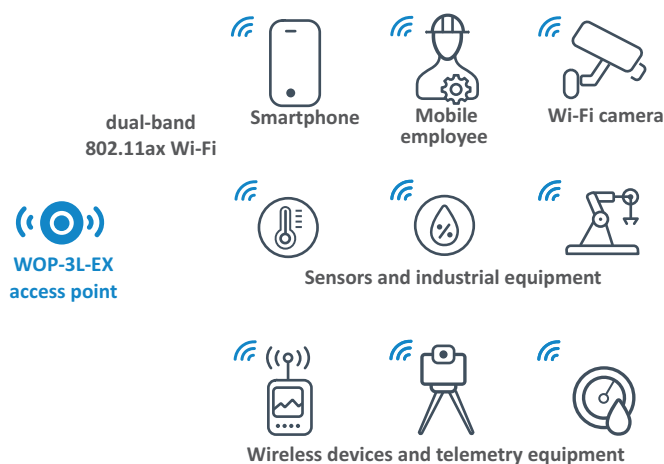 Smartphone
Mobile
employee
Wi-Fi camera
dual-band
802.11ax Wi-Fi
WOP-3L-EX
access point
%
Sensors and industrial equipment
Wireless devices and telemetry equipment